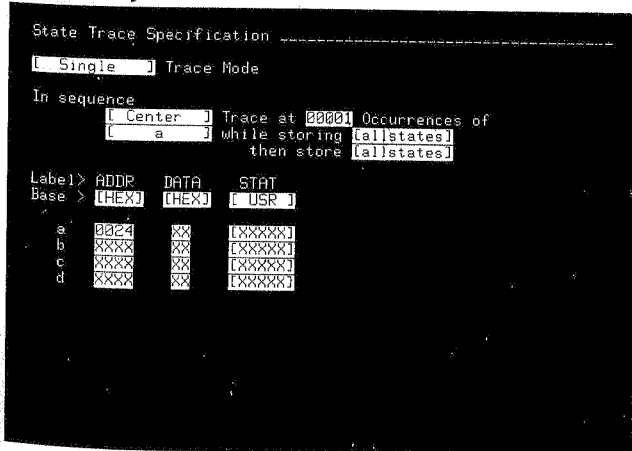 State Trace Specification
[ Single ] Trace Mode
In sequence
[ Center ] Trace at 00001 Occurrences of
[ a ] while storing [allstates]
then store [allstates]
Label> ADDR DATA STAT
Base > [HEX] [HEX] [ USR ]
a 0024 XX [XXXXX]
b XXXX XX [XXXXX]
c XXXX XX [XXXXX]
d XXXX XX [XXXXX]